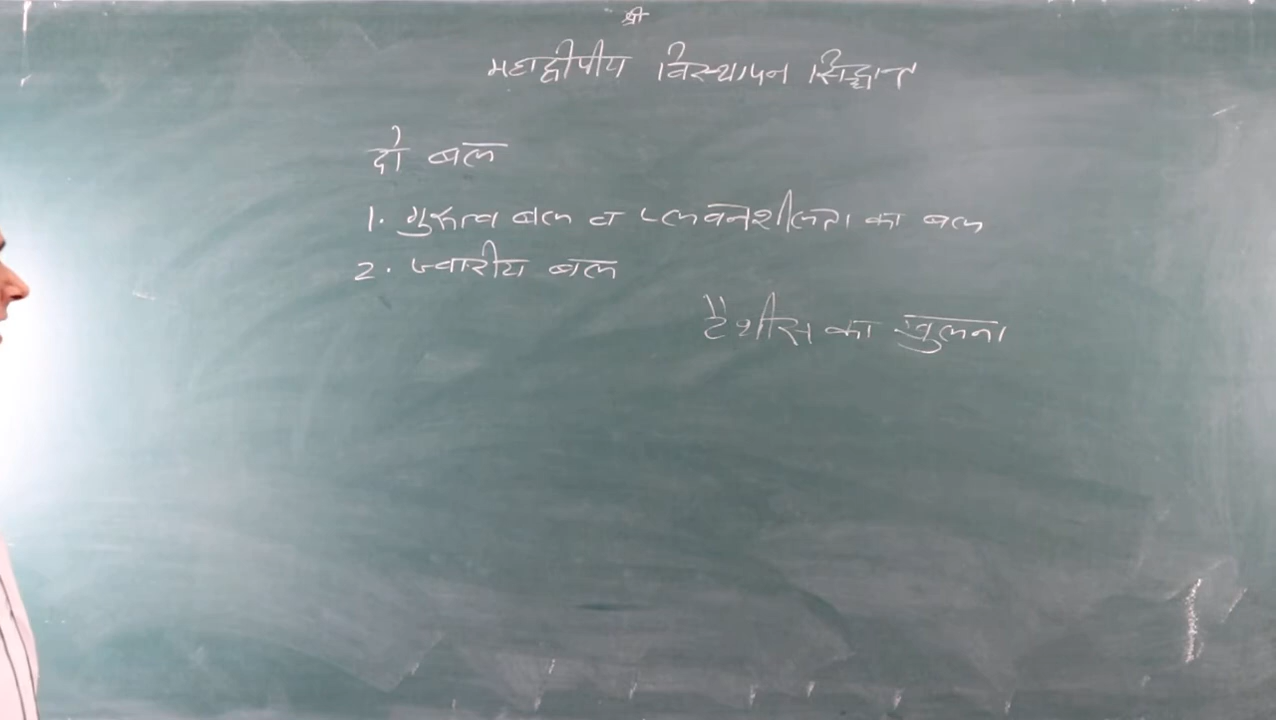 श्री
महाद्वीपीय विस्थापन सिद्धान्त
दो बल
1. गुरूत्व बल व प्लवनशीलता का बल
2. ज्वारीय बल
टैथीस का खुलना